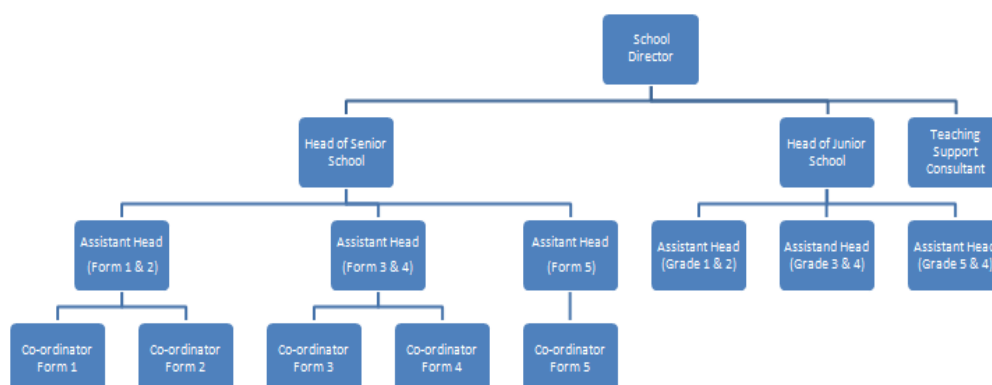 School
Director
Head of Senior
School
Head of Junior
School
Teaching
Support
Consultant
Assistant Head
(Form 1 & 2)
Assistant Head
(Form 3 & 4)
Assitant Head
(Form 5)
Assistant Head
(Grade 1 & 2)
Assistand Head
(Grade 3 & 4)
Assistant Head
(Grade 5 & 4)
Co-ordinator
Form 1
Co-ordinator
Form 2
Co-ordinator
Form 3
Co-ordinator
Form 4
Co-ordinator
Form 5